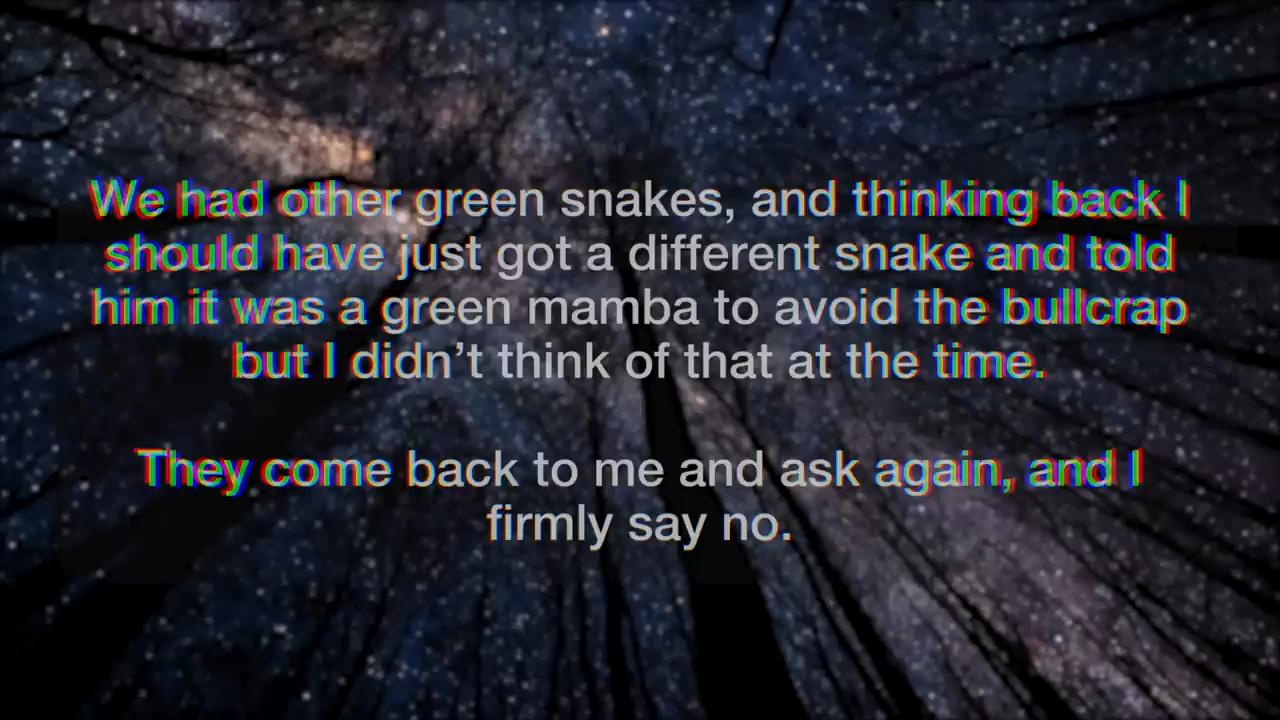 We had other green snakes, and thinking back I
should have just got a different snake and told
him it was a green mamba to avoid the bullcrap
but I didn’t think of that at the time.
They come back to me and ask again, and I
firmly say no.